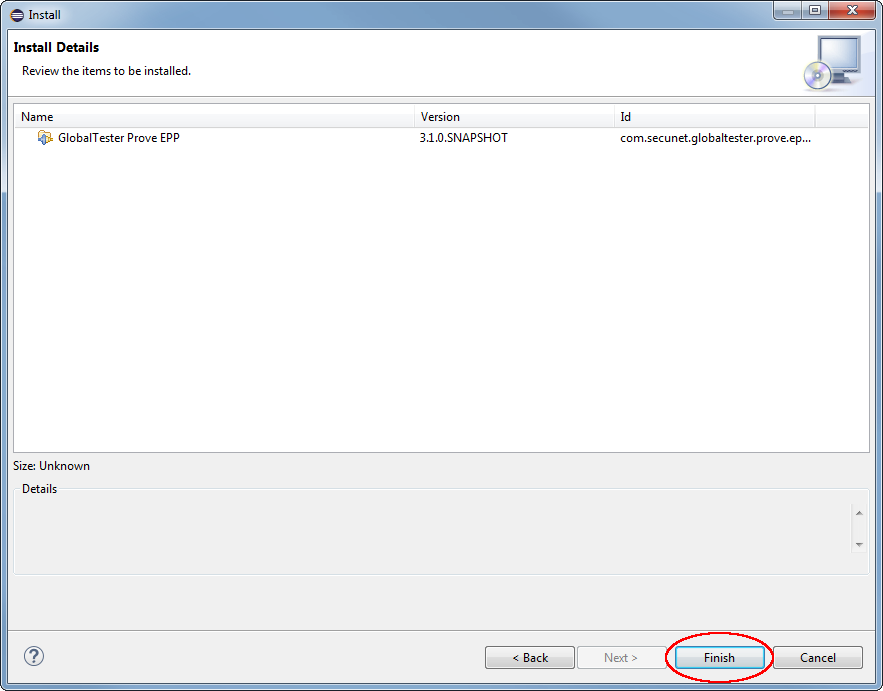 Install
Install Details
Review the items to be installed.
Name Version Id
GlobalTester Prove EPP 3.1.0.SNAPSHOT com.secunet.globaltester.prove.ep...
Size: Unknown
Details
?
< Back Next > Finish Cancel